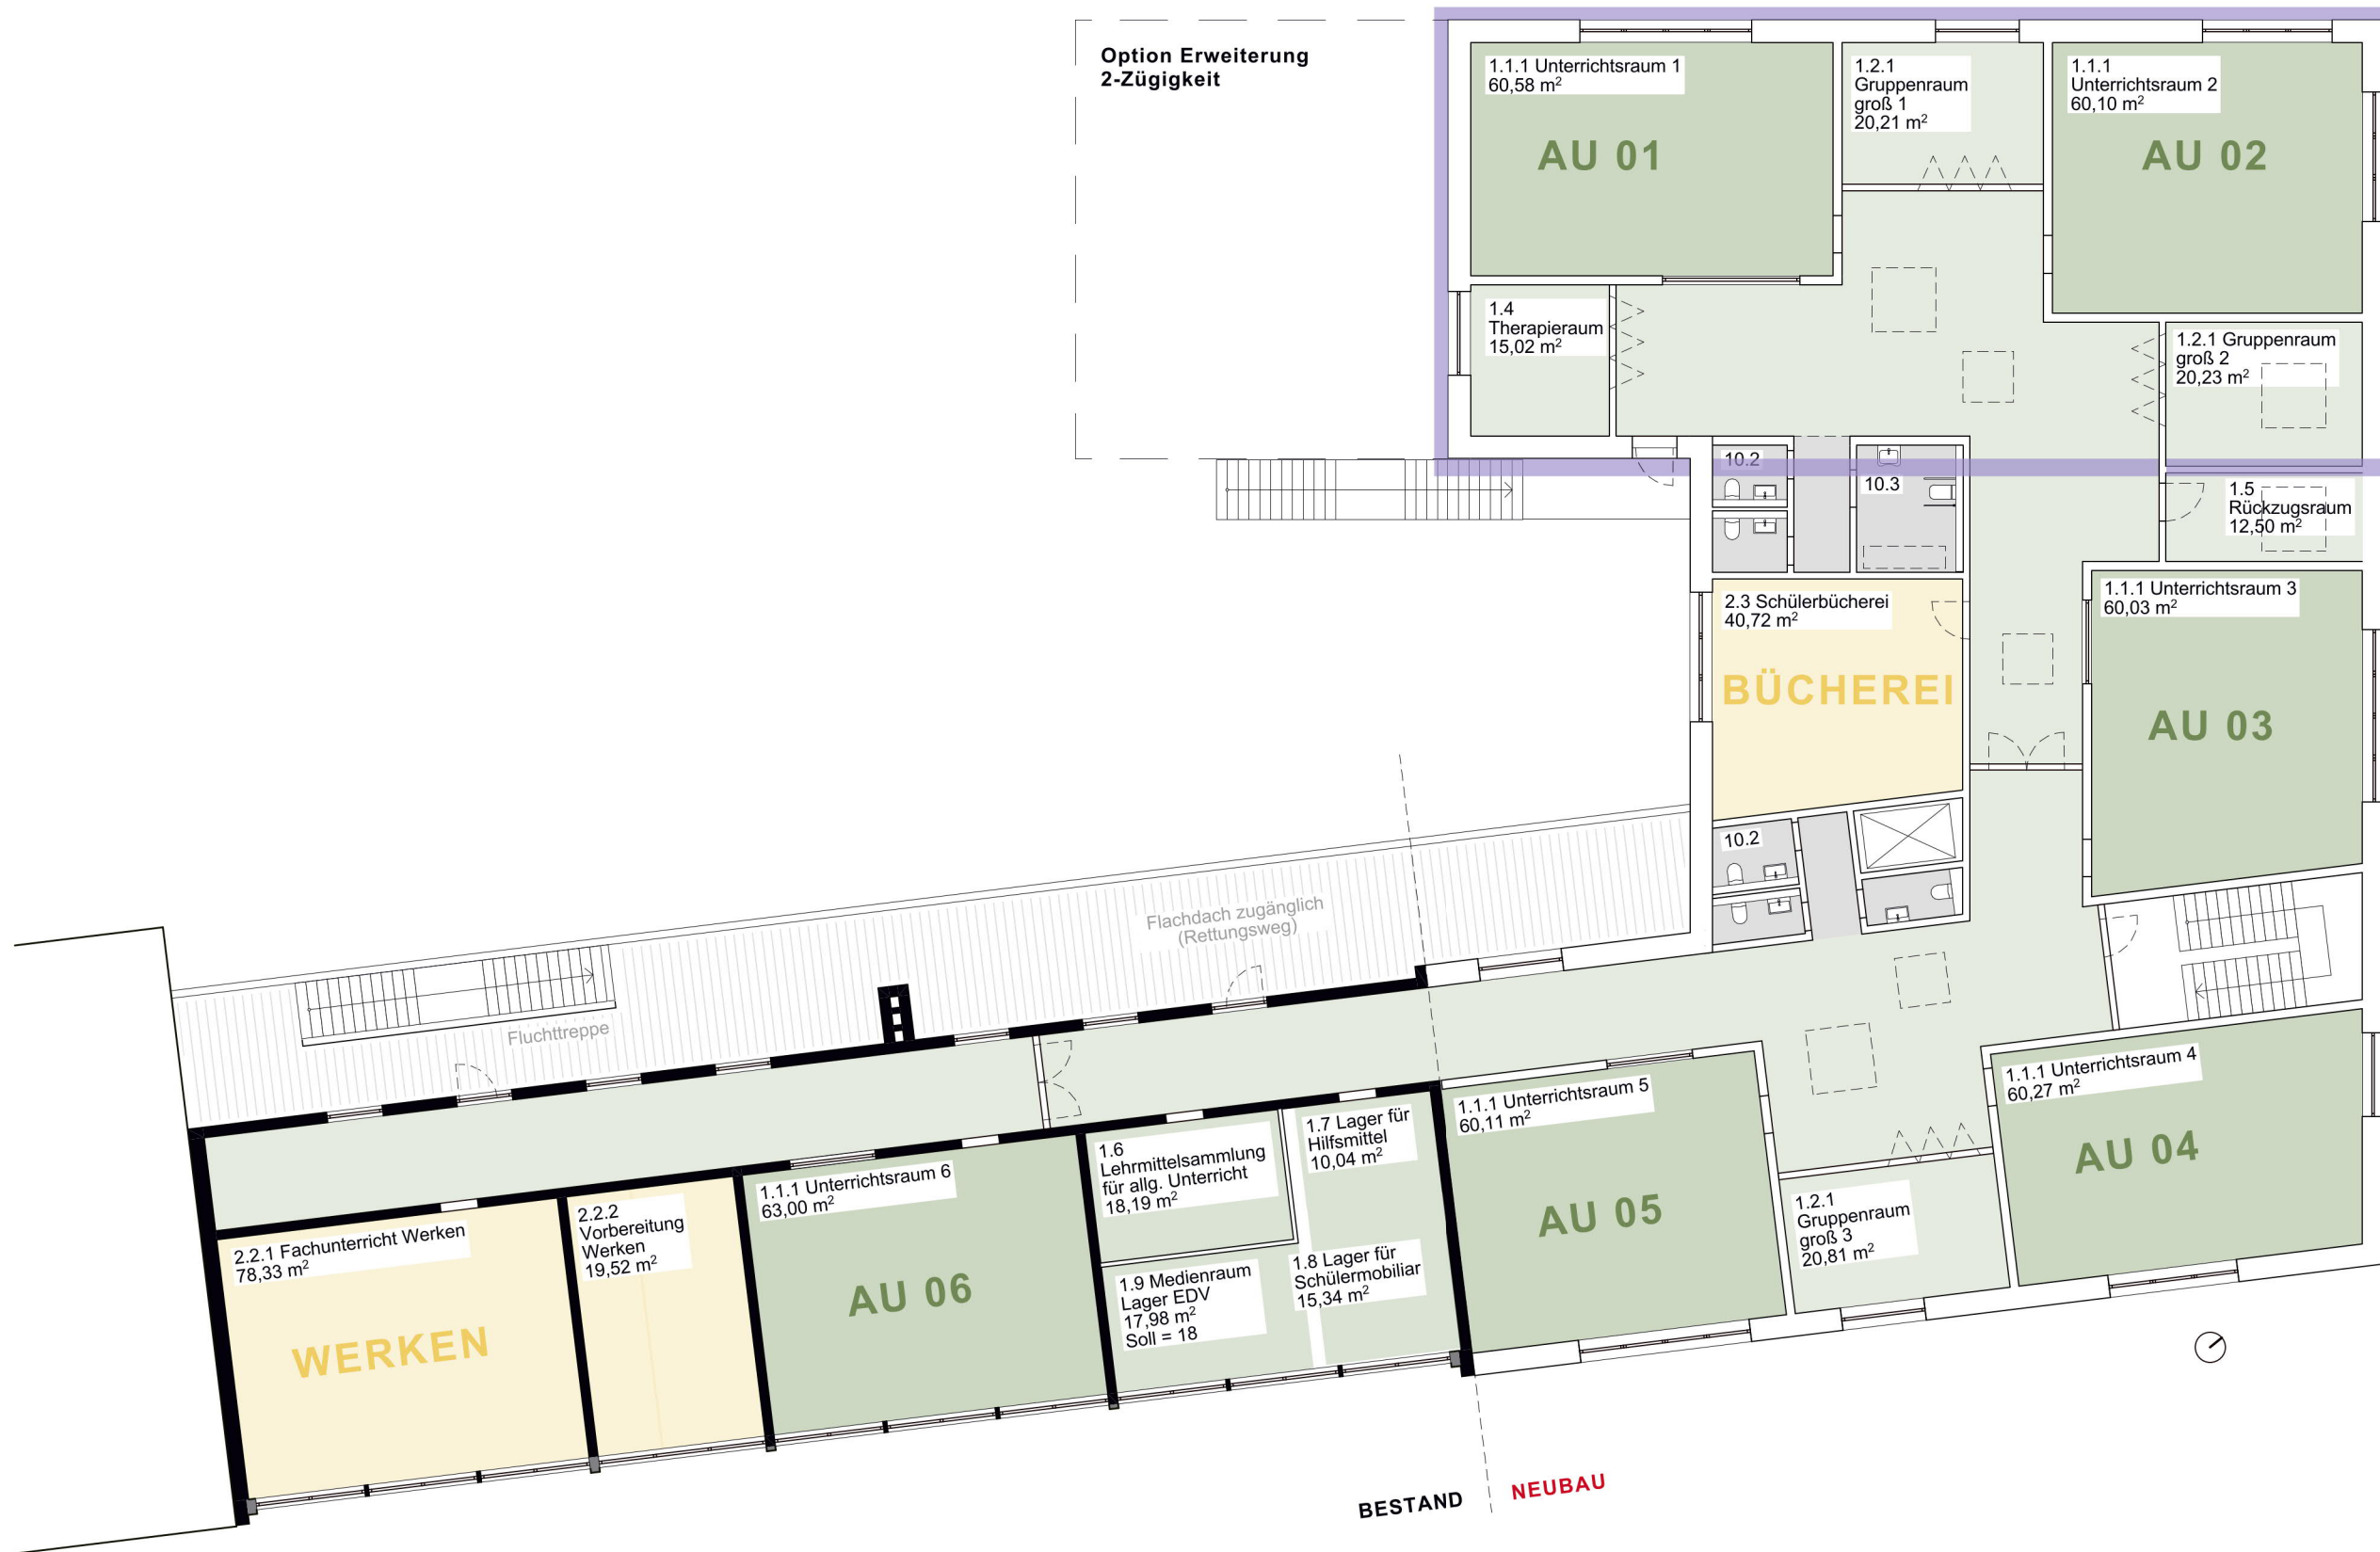 Option Erweiterung
2-Zügigkeit
1.1.1 Unterrichtsraum 1
60,58 m²
AU 01
1.2.1
Gruppenraum
groß 1
20,21 m²
1.1.1
Unterrichtsraum 2
60,10 m²
AU 02
1.4
Therapieraum
15,02 m²
1.2.1 Gruppenraum
groß 2
20,23 m²
10.2
10.3
1.5
Rückzugsraum
12,50 m²
2.3 Schülerbücherei
40,72 m²
BÜCHEREI
1.1.1 Unterrichtsraum 3
60,03 m²
AU 03
10.2
Flachdach zugänglich
(Rettungsweg)
Fluchttreppe
1.1.1 Unterrichtsraum 4
60,27 m²
AU 04
1.1.1 Unterrichtsraum 5
60,11 m²
AU 05
1.2.1
Gruppenraum
groß 3
20,81 m²
1.7 Lager für
Hilfsmittel
10,04 m²
1.6
Lehrmittelsammlung
für allg. Unterricht
18,19 m²
1.8 Lager für
Schülermobiliar
15,34 m²
1.9 Medienraum
Lager EDV
17,98 m²
Soll = 18
1.1.1 Unterrichtsraum 6
63,00 m²
AU 06
2.2.2
Vorbereitung
Werken
19,52 m²
2.2.1 Fachunterricht Werken
78,33 m²
WERKEN
BESTAND
NEUBAU